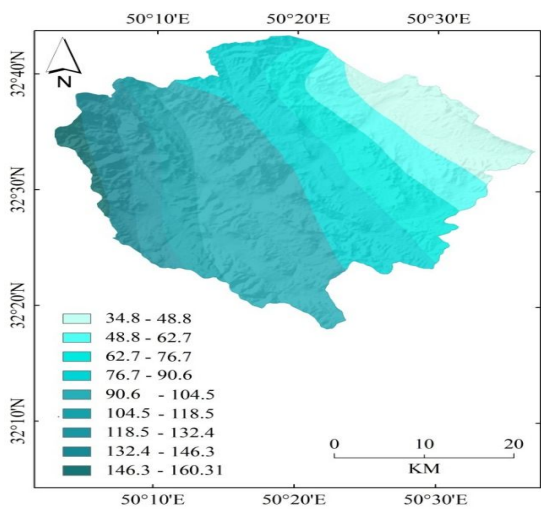 50°10'E 50°20'E 50°30'E
32°40'N
N
32°30'N
32°20'N
34.8 - 48.8
48.8 - 62.7
62.7 - 76.7
76.7 - 90.6
90.6 - 104.5
104.5 - 118.5
118.5 - 132.4
132.4 - 146.3
146.3 - 160.31
32°10'N
0 10 20
KM
50°10'E 50°20'E 50°30'E